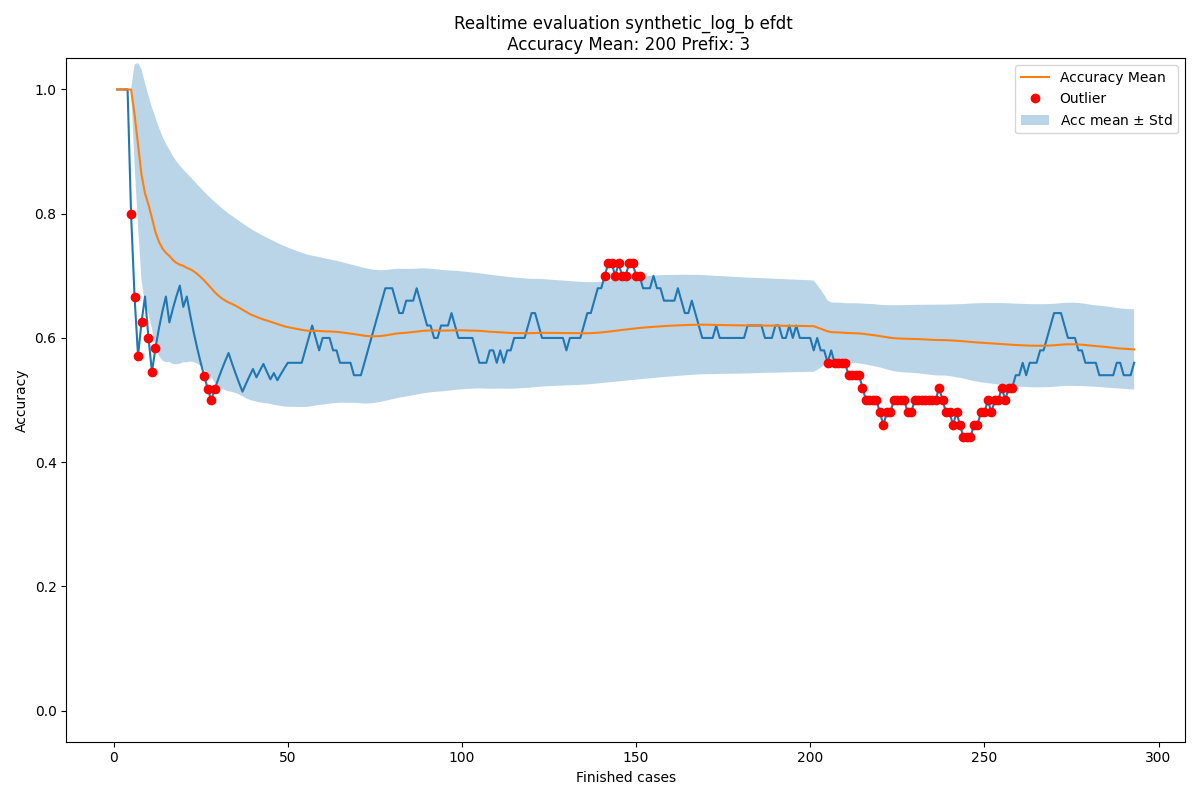 Realtime evaluation synthetic_log_b efdt
Accuracy Mean: 200 Prefix: 3
Accuracy Mean
Outlier
Acc mean ± Std
Accuracy
1.0
0.8
0.6
0.4
0.2
0.0
0 50 100 150 200 250 300
Finished cases